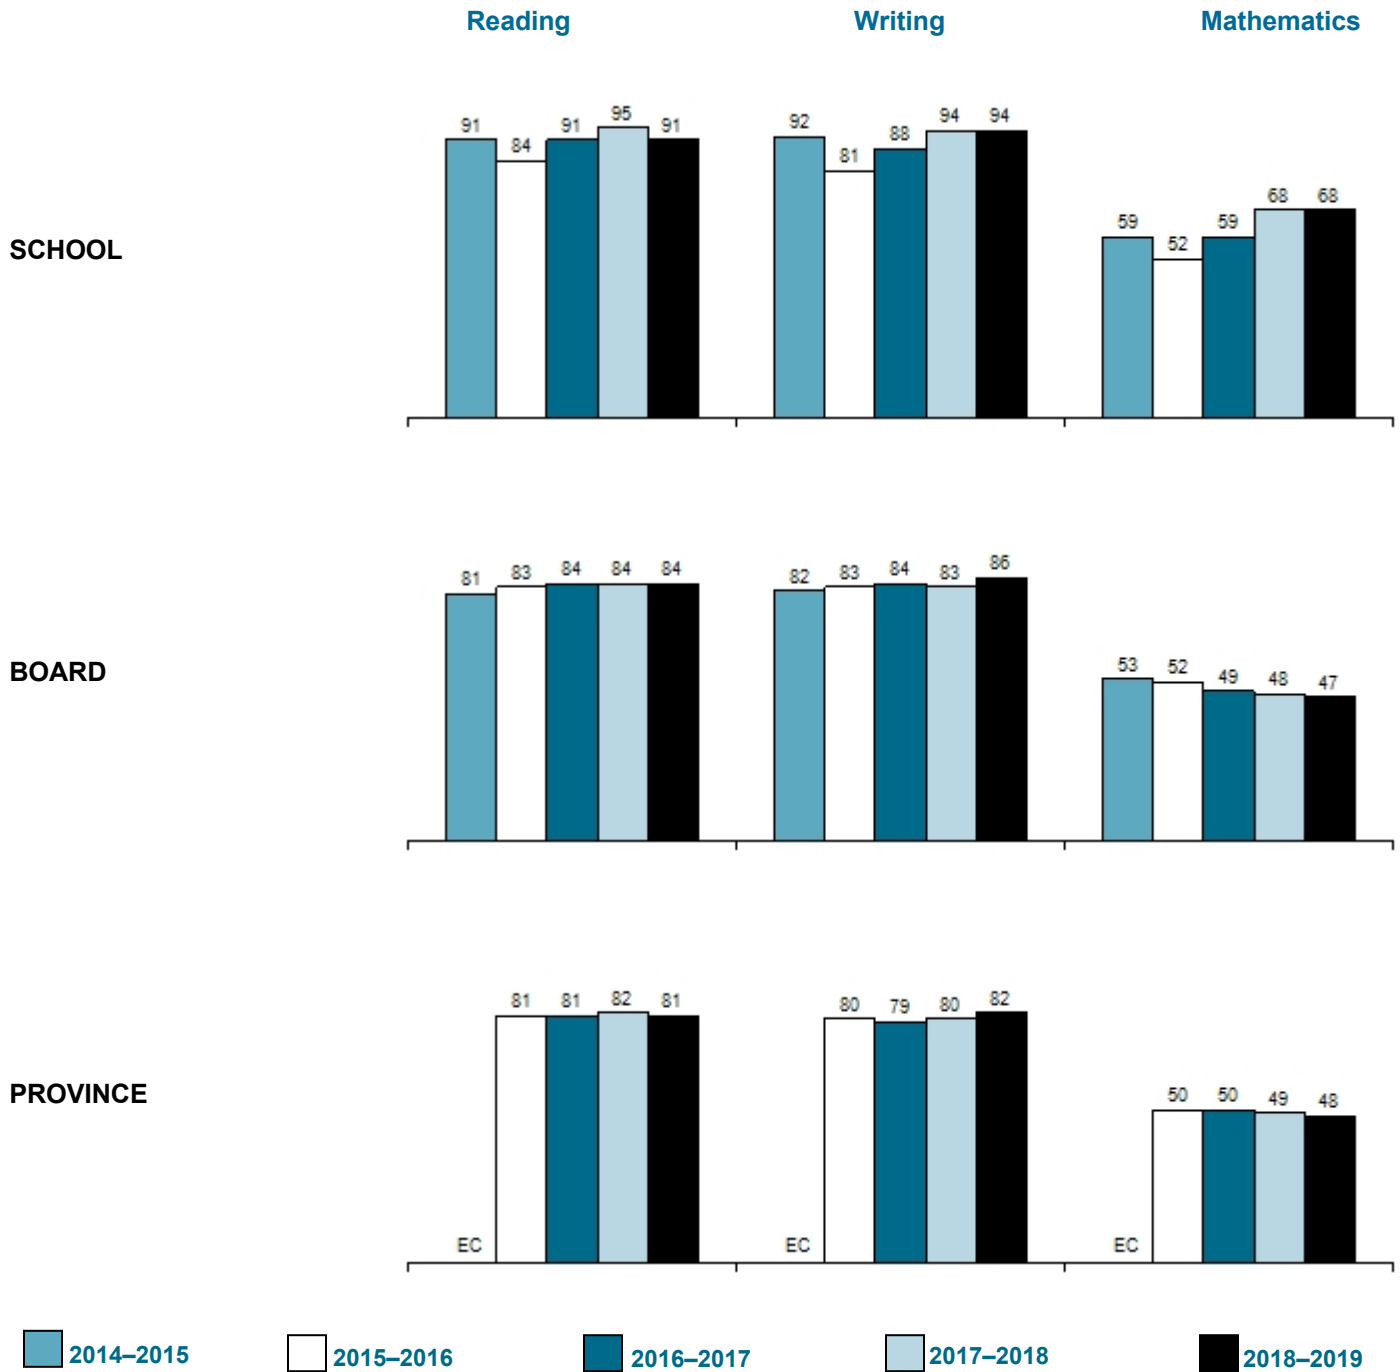 Reading Writing Mathematics
SCHOOL
91 84 91 95 91
92 81 88 94 94
59 52 59 68 68
BOARD
81 83 84 84 84
82 83 84 83 86
53 52 49 48 47
PROVINCE
EC 81 81 82 81
EC 80 79 80 82
EC 50 50 49 48
2014–2015 2015–2016 2016–2017 2017–2018 2018–2019